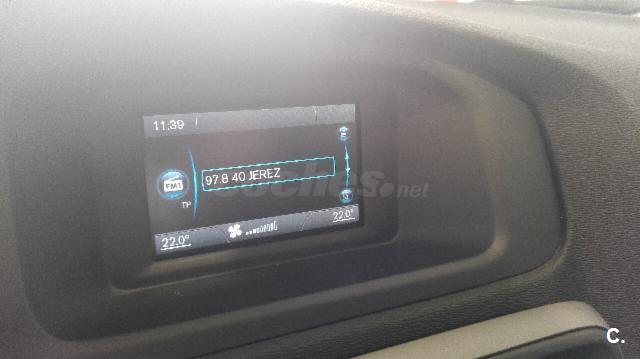 11:39
97.8 40 JEREZ
FM1
TP
22.0° 22.0°
coches.net
C.